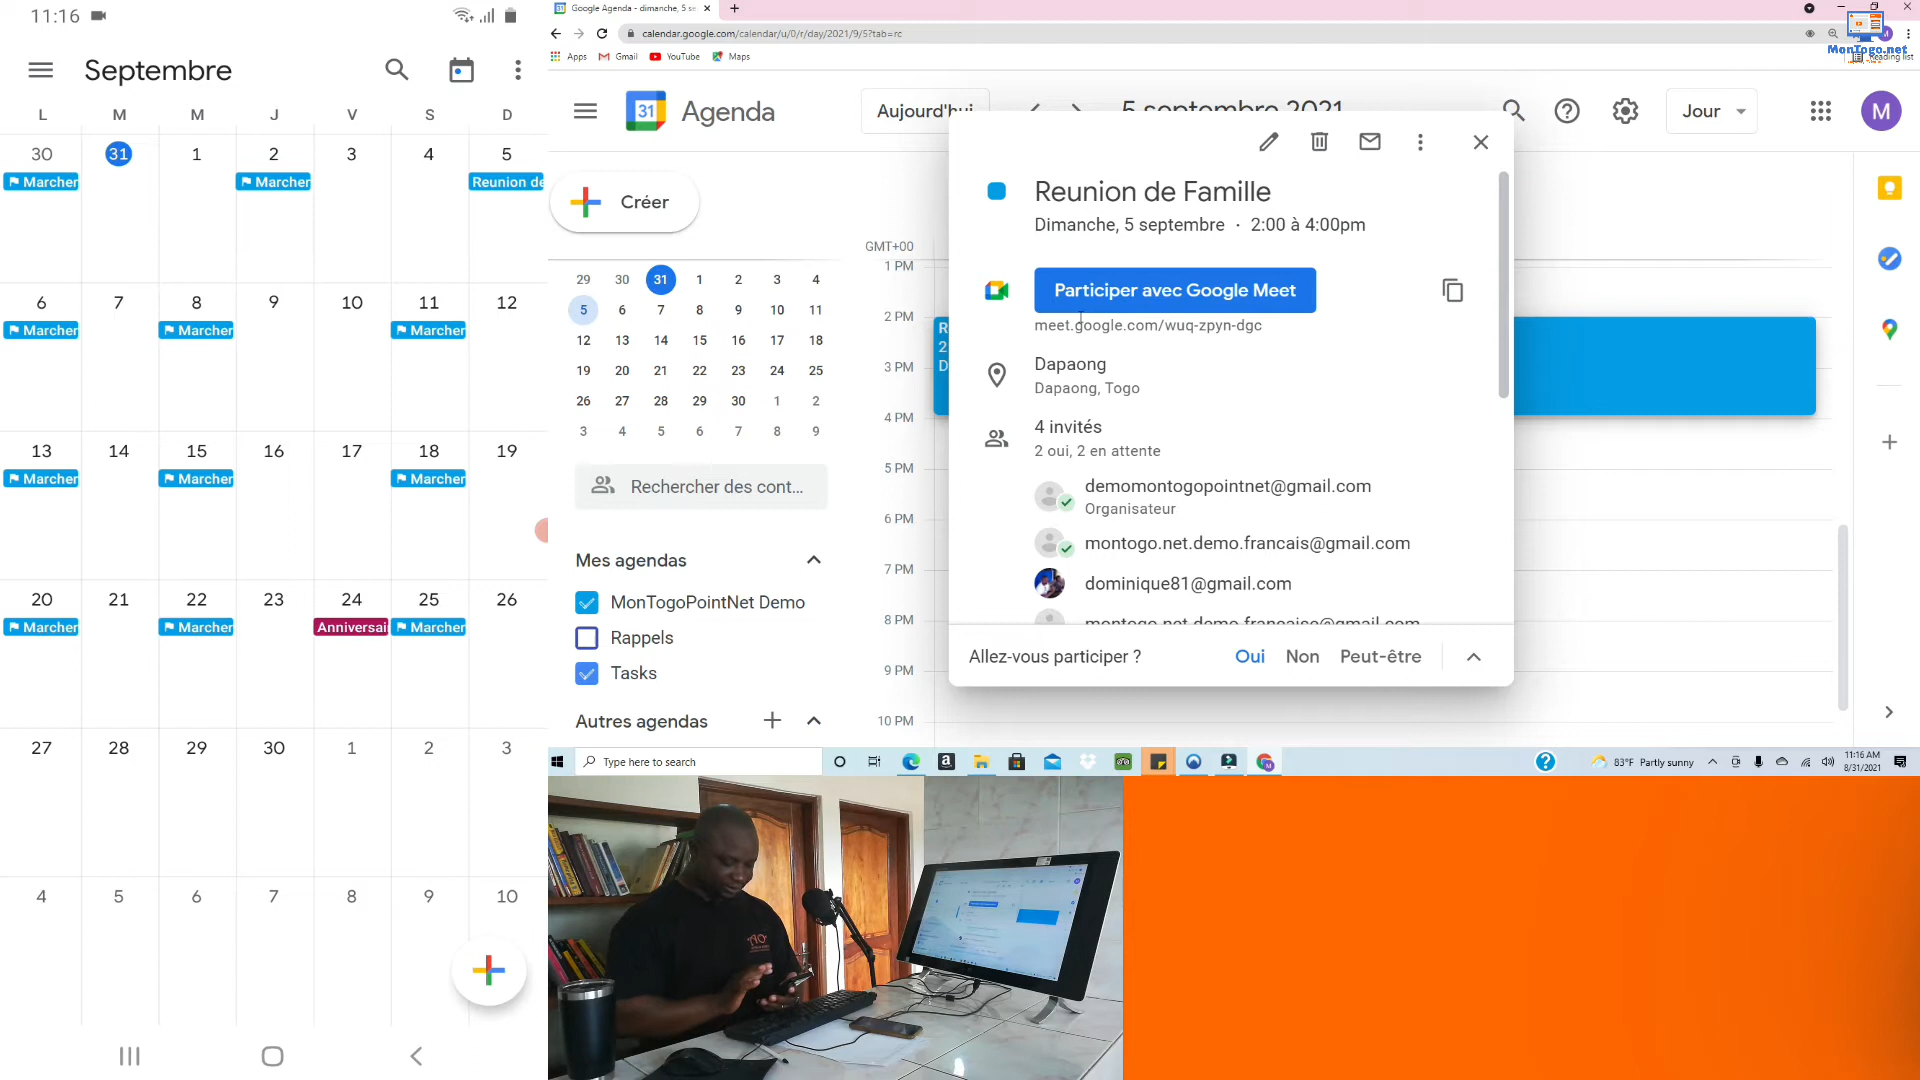 11:16
Septembre
L M M J V S D
30 31 1 2 3 4 5
Marcher Marcher Reunion de
6 7 8 9 10 11 12
Marcher Marcher Marcher
13 14 15 16 17 18 19
Marcher Marcher Marcher
20 21 22 23 24 25 26
Marcher Marcher Anniversai Marcher
27 28 29 30 1 2 3
4 5 6 7 8 9 10
Google Agenda - dimanche, 5 se
calendar.google.com/calendar/u/0/r/day/2021/9/5?tab=rc
Apps Gmail YouTube Maps
MonTogo.net
Reading list
31 Agenda
Aujourd'hui
5 septembre 2021
Jour
M
Créer
29 30 31 1 2 3 4
5 6 7 8 9 10 11
12 13 14 15 16 17 18
19 20 21 22 23 24 25
26 27 28 29 30 1 2
3 4 5 6 7 8 9
Rechercher des cont...
Mes agendas
MonTogoPointNet Demo
Rappels
Tasks
Autres agendas
GMT+00
1 PM
2 PM
3 PM
4 PM
5 PM
6 PM
7 PM
8 PM
9 PM
10 PM
R
2
D
Reunion de Famille
Dimanche, 5 septembre · 2:00 à 4:00pm
Participer avec Google Meet
meet.google.com/wuq-zpyn-dgc
Dapaong
Dapaong, Togo
4 invités
2 oui, 2 en attente
demomontogopointnet@gmail.com
Organisateur
montogo.net.demo.francais@gmail.com
dominique81@gmail.com
montogo.net.demo.francaise@gmail.com
Allez-vous participer ?
Oui Non Peut-être
Type here to search
83°F Partly sunny
11:16 AM
8/31/2021